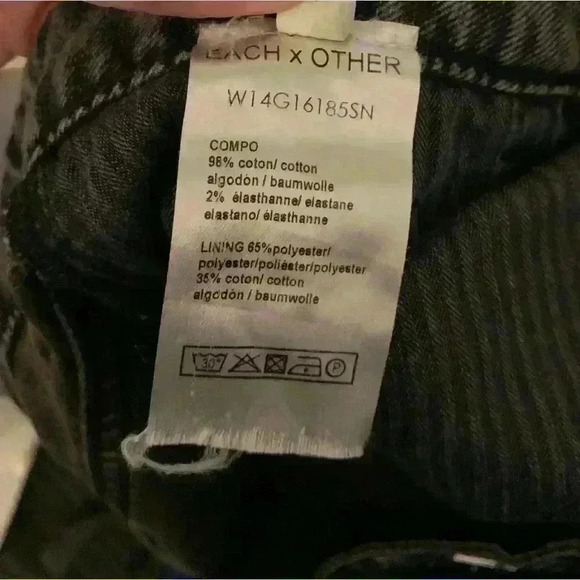 EACH x OTHER
W14G16185SN
COMPO
98% coton/ cotton
algodón / baumwolle
2% élasthanne/ elastane
elastano/ élasthanne
LINING 65%polyester/
polyester/poliéster/polyester
35% coton/ cotton
algodón / baumwolle
30° P